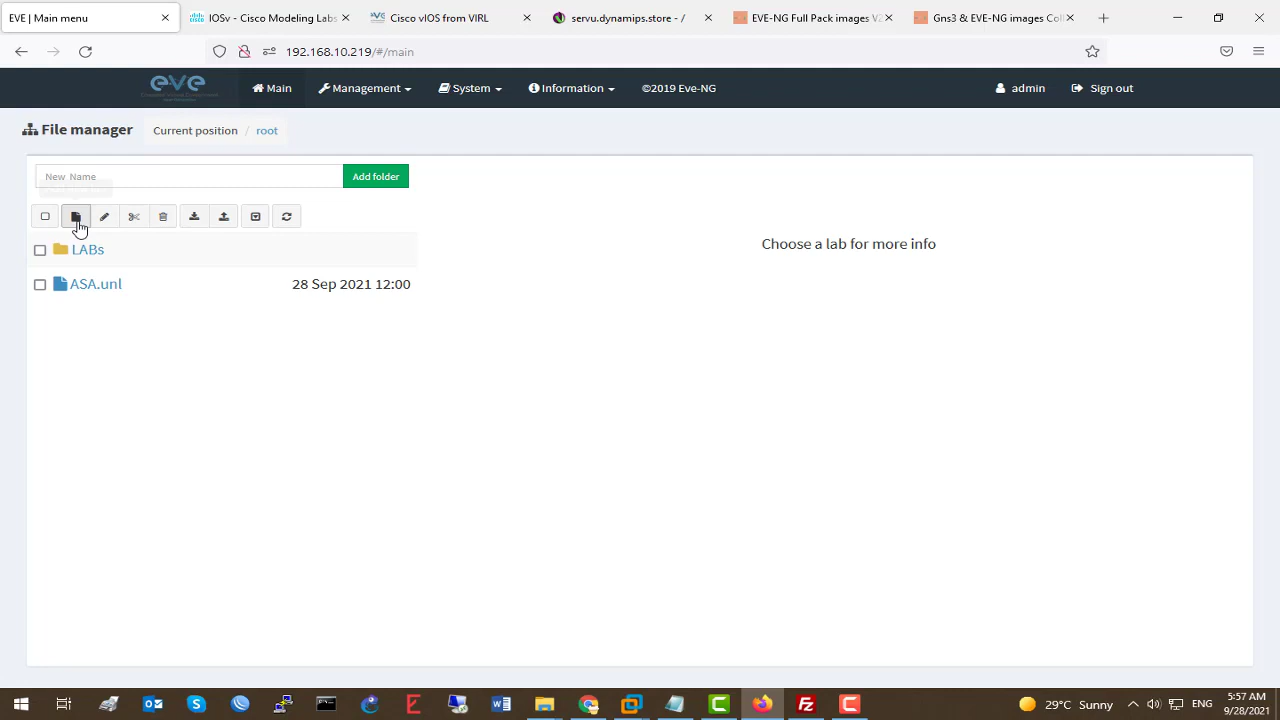 EVE | Main menu
IOSv - Cisco Modeling Labs
Cisco vIOS from VIRL
servu.dynamips.store - /
EVE-NG Full Pack images V2
Gns3 & EVE-NG images Coll
192.168.10.219/#/main
eve
Main
Management
System
Information
©2019 Eve-NG
admin
Sign out
File manager
Current position / root
New Name
Add folder
LABs
ASA.unl
28 Sep 2021 12:00
Choose a lab for more info
29°C Sunny
ENG
5:57 AM
9/28/2021